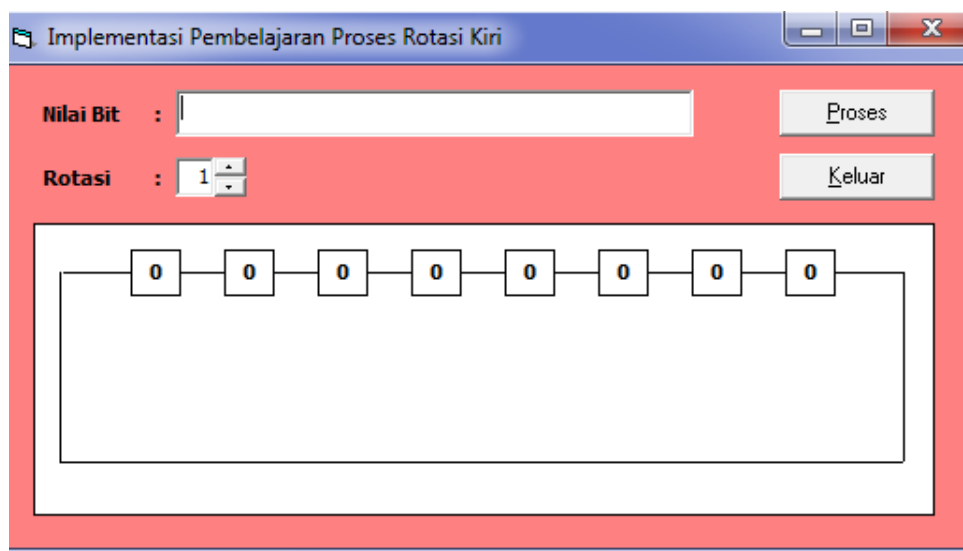 Implementasi Pembelajaran Proses Rotasi Kiri
Nilai Bit : Proses
Rotasi : 1 Keluar
0 0 0 0 0 0 0 0